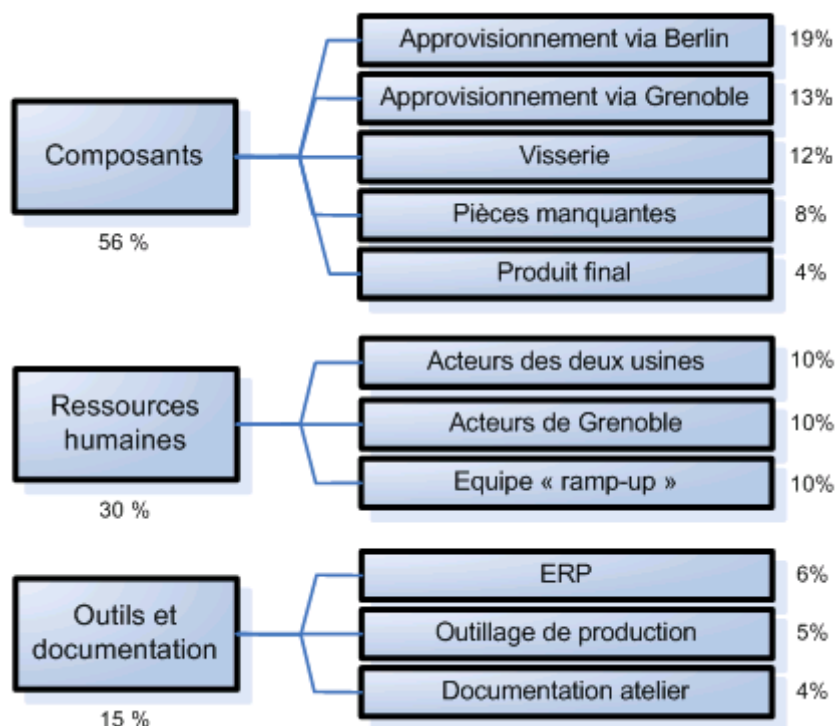 Composants
56 %
Approvisionnement via Berlin
19%
Approvisionnement via Grenoble
13%
Visserie
12%
Pièces manquantes
8%
Produit final
4%
Ressources
humaines
30 %
Acteurs des deux usines
10%
Acteurs de Grenoble
10%
Equipe « ramp-up »
10%
Outils et
documentation
15 %
ERP
6%
Outillage de production
5%
Documentation atelier
4%